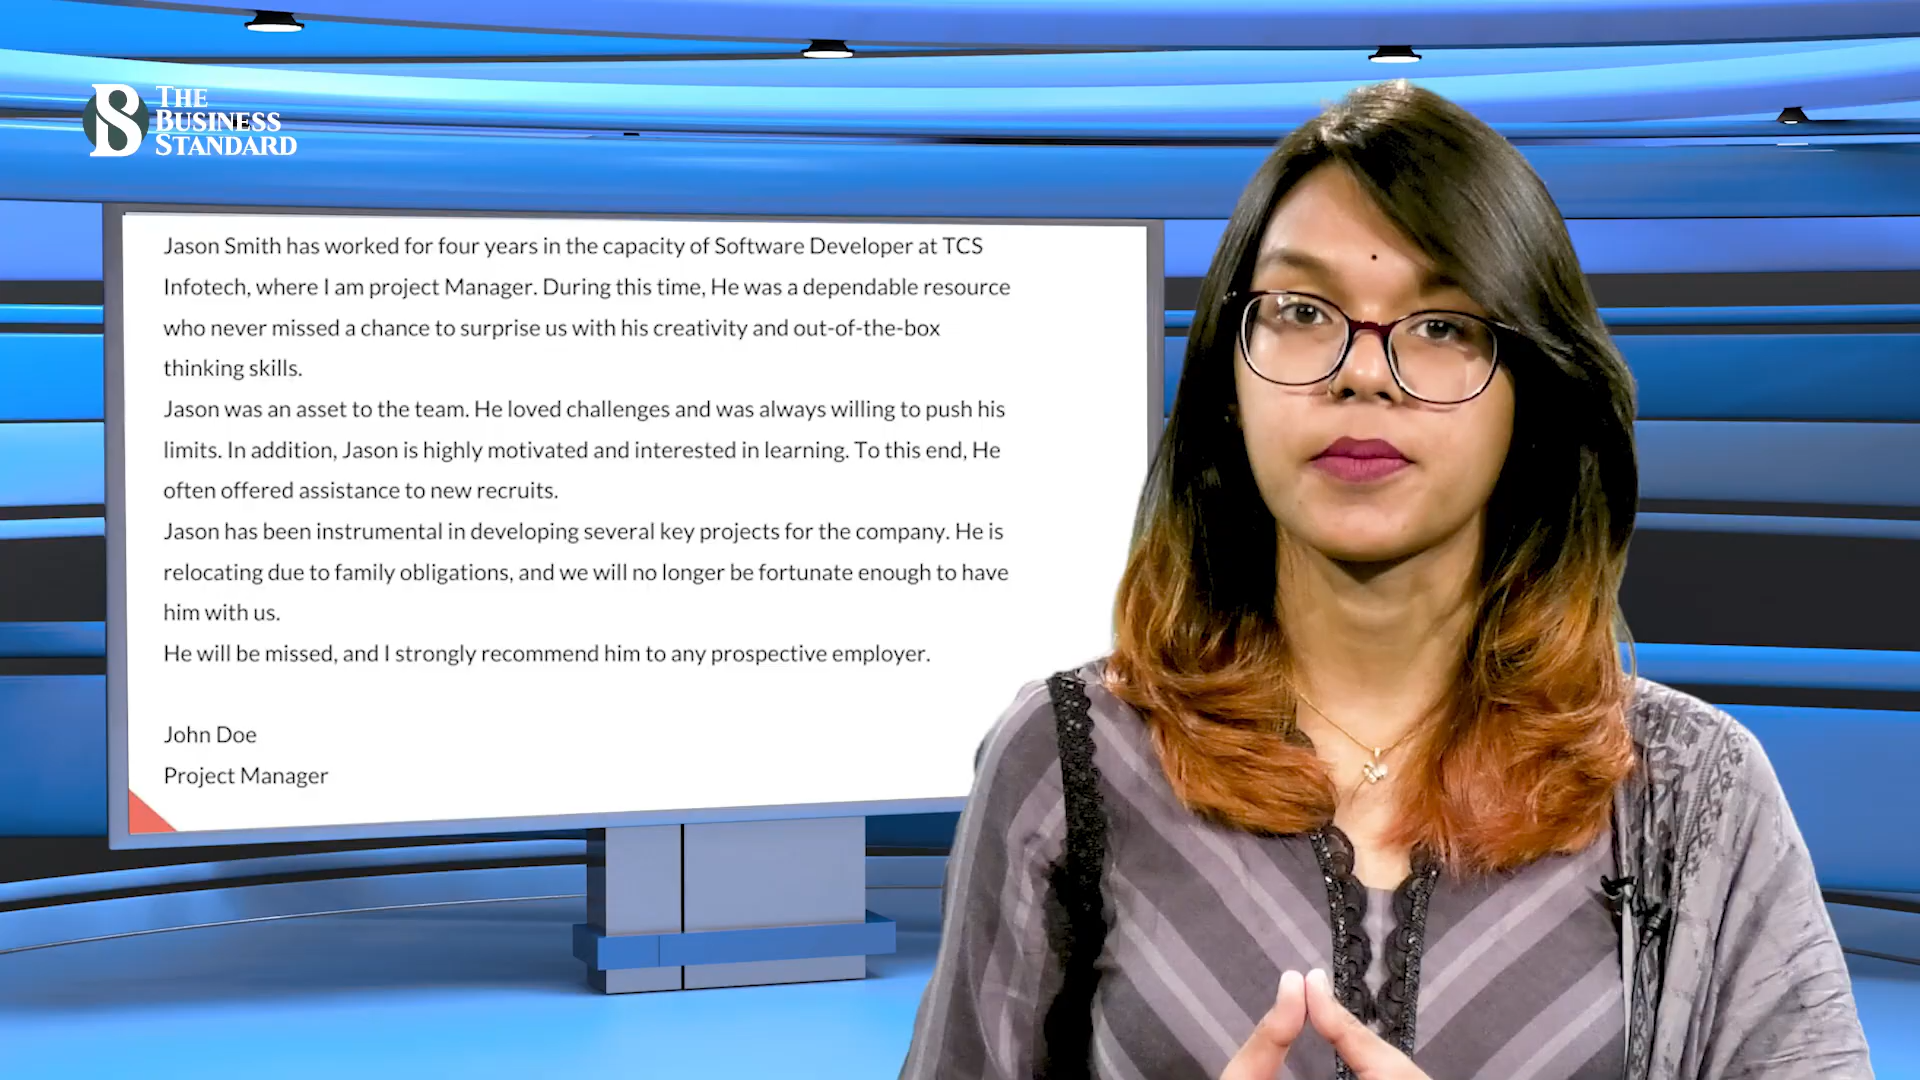 THE
BUSINESS
STANDARD
Jason Smith has worked for four years in the capacity of Software Developer at TCS
Infotech, where I am project Manager. During this time, He was a dependable resource
who never missed a chance to surprise us with his creativity and out-of-the-box
thinking skills.
Jason was an asset to the team. He loved challenges and was always willing to push his
limits. In addition, Jason is highly motivated and interested in learning. To this end, He
often offered assistance to new recruits.
Jason has been instrumental in developing several key projects for the company. He is
relocating due to family obligations, and we will no longer be fortunate enough to have
him with us.
He will be missed, and I strongly recommend him to any prospective employer.
John Doe
Project Manager